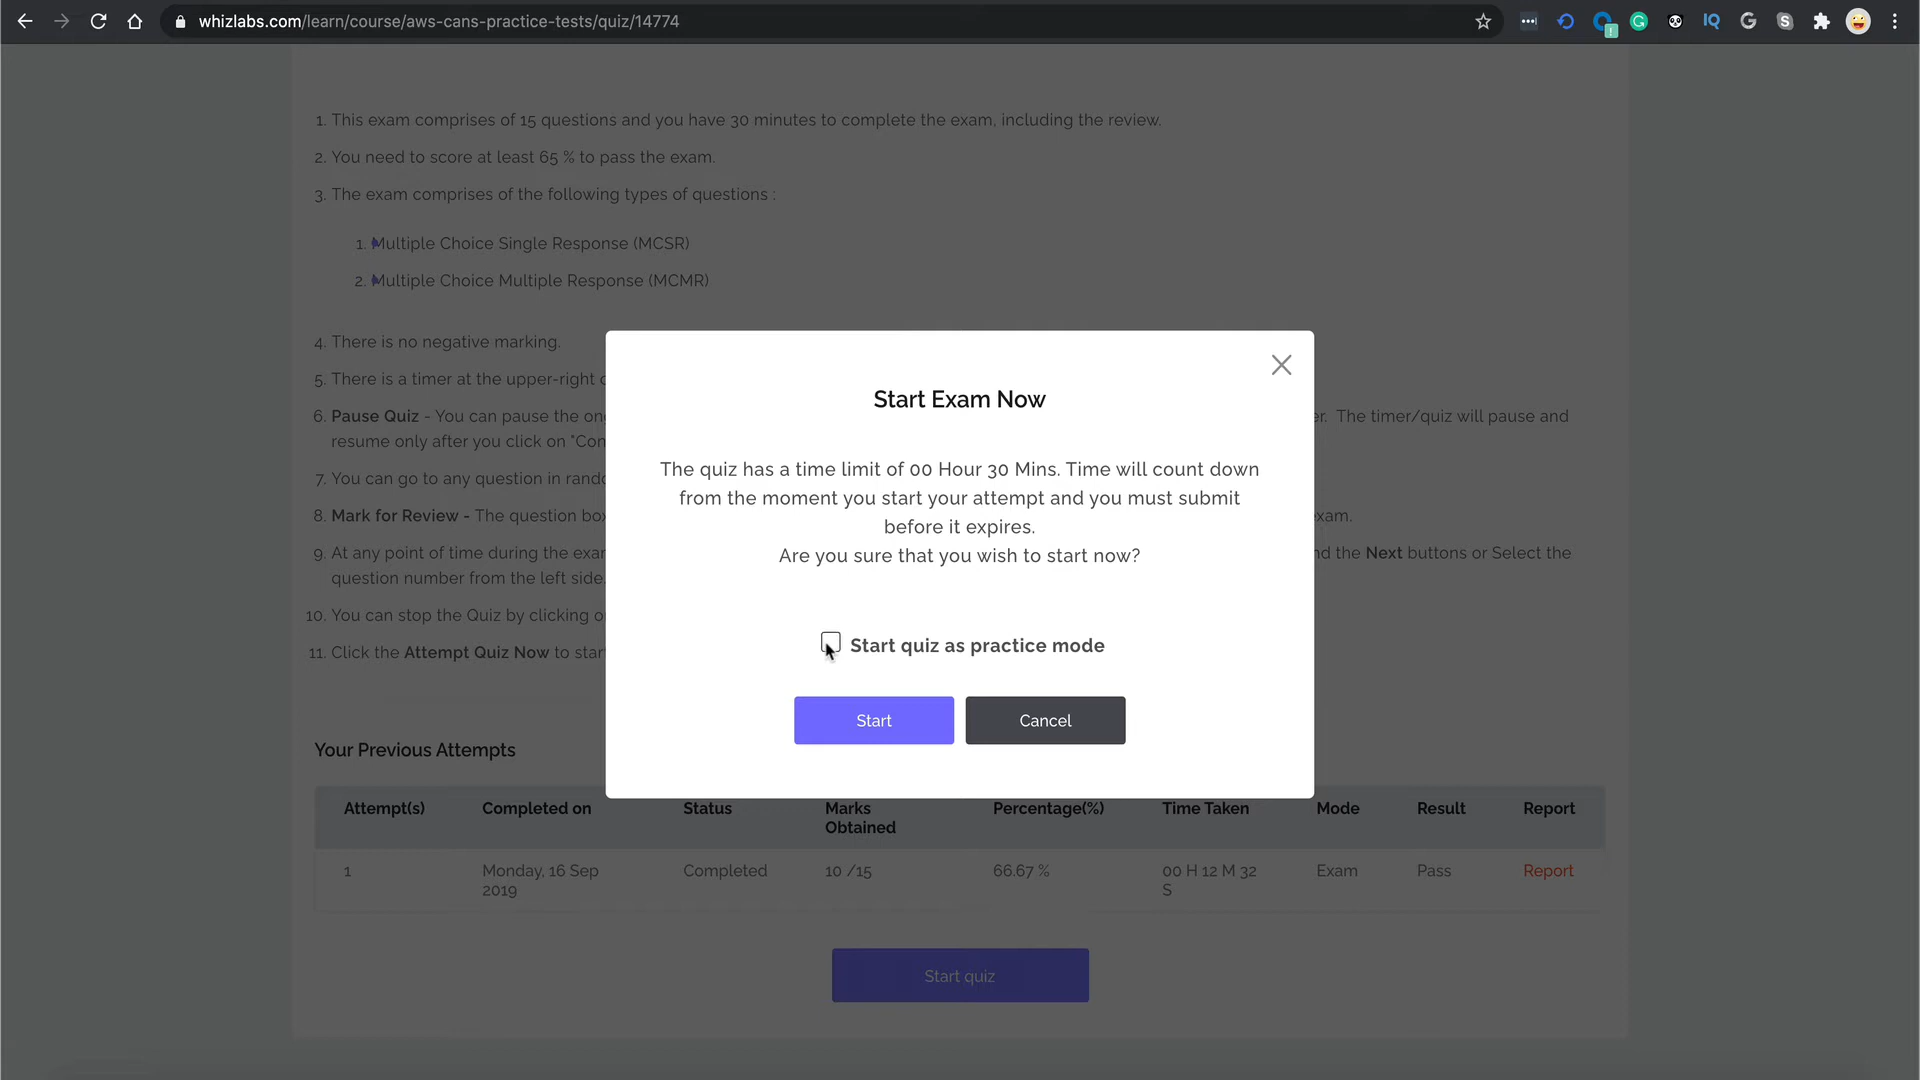 whizlabs.com/learn/course/aws-cans-practice-tests/quiz/14774
IQ
1. This exam comprises of 15 questions and you have 30 minutes to complete the exam, including the review.
2. You need to score at least 65 % to pass the exam.
3. The exam comprises of the following types of questions :
1. Multiple Choice Single Response (MCSR)
2. Multiple Choice Multiple Response (MCMR)
4. There is no negative marking.
5. There is a timer at the upper-right
6. Pause Quiz - You can pause the The timer/quiz will pause and
resume only after you click on
7. You can go to any question in
8. Mark for Review - The question
9. At any point of time during the the Next buttons or Select the
question number from the left side.
10. You can stop the Quiz by clicking
11. Click the Attempt Quiz Now to
Start Exam Now
The quiz has a time limit of 00 Hour 30 Mins. Time will count down
from the moment you start your attempt and you must submit
before it expires.
Are you sure that you wish to start now?
Start quiz as practice mode
Start Cancel
Your Previous Attempts
Attempt(s) Completed on Status Marks Obtained Percentage(%) Time Taken Mode Result Report
1 Monday, 16 Sep 2019 Completed 10 /15 66.67 % 00 H 12 M 32 S Exam Pass Report
Start quiz